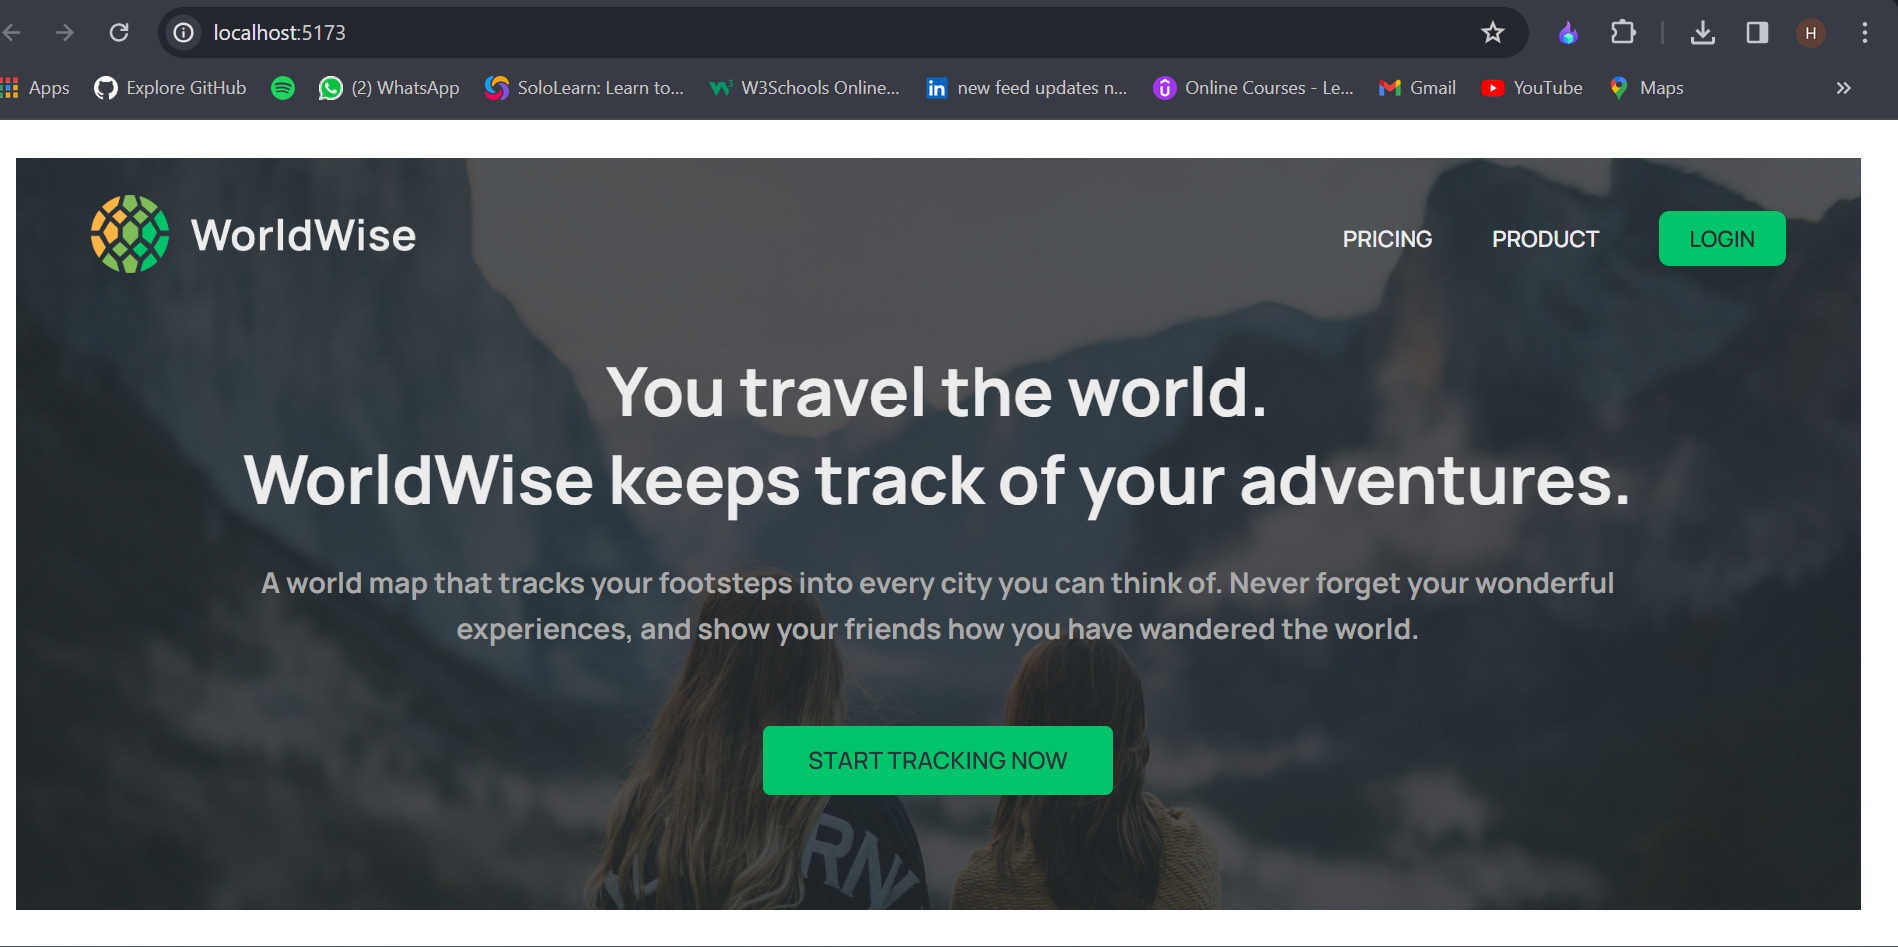 localhost:5173
H
Apps Explore GitHub (2) WhatsApp SoloLearn: Learn to... W3Schools Online... new feed updates n... Online Courses - Le... Gmail YouTube Maps
WorldWise
PRICING PRODUCT LOGIN
You travel the world.
WorldWise keeps track of your adventures.
A world map that tracks your footsteps into every city you can think of. Never forget your wonderful
experiences, and show your friends how you have wandered the world.
START TRACKING NOW